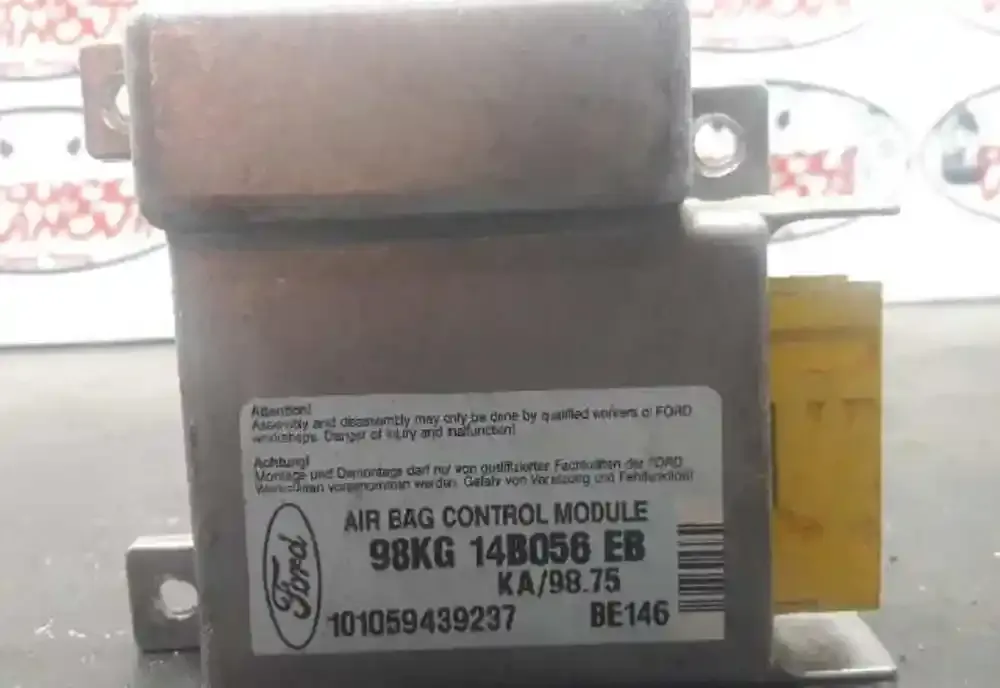 Attention!
Assembly and disassembly may only be done by qualified workers of FORD
workshops. Danger of injury and malfunction!
Achtung!
Montage und Demontage darf nur von qualifizierten Fachkräften der FORD
Werkstätten vorgenommen werden. Gefahr von Verletzung und Fehlfunktion!
AIR BAG CONTROL MODULE
98KG 14B056 EB
KA/98.75
Ford
101059439237 BE146